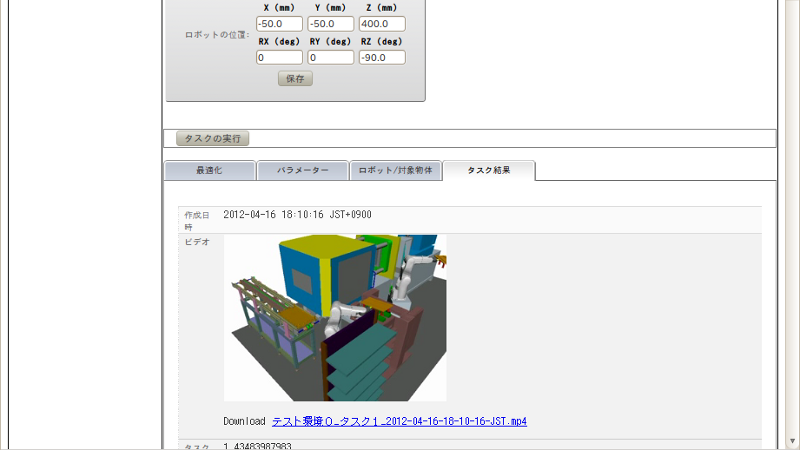 X (mm) Y (mm) Z (mm)
ロボットの位置: -50.0 -50.0 400.0
RX (deg) RY (deg) RZ (deg)
0 0 -90.0
保存
タスクの実行
最適化 パラメーター ロボット/対象物体 タスク結果
作成日時 2012-04-16 18:10:16 JST+0900
ビデオ
Download テスト環境０_タスク１_2012-04-16-18-10-16-JST.mp4
タスク 1.43483987983